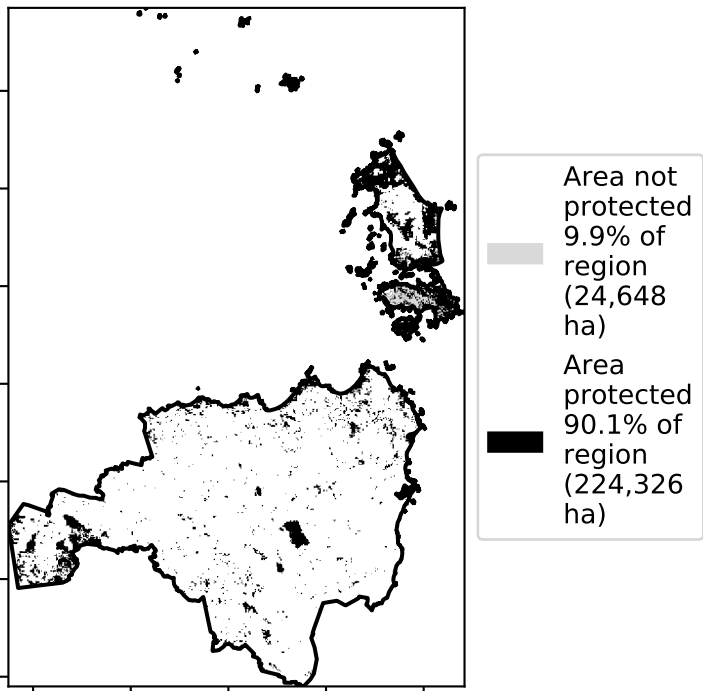 Area not
protected
9.9% of
region
(24,648
ha)
Area
protected
90.1% of
region
(224,326
ha)